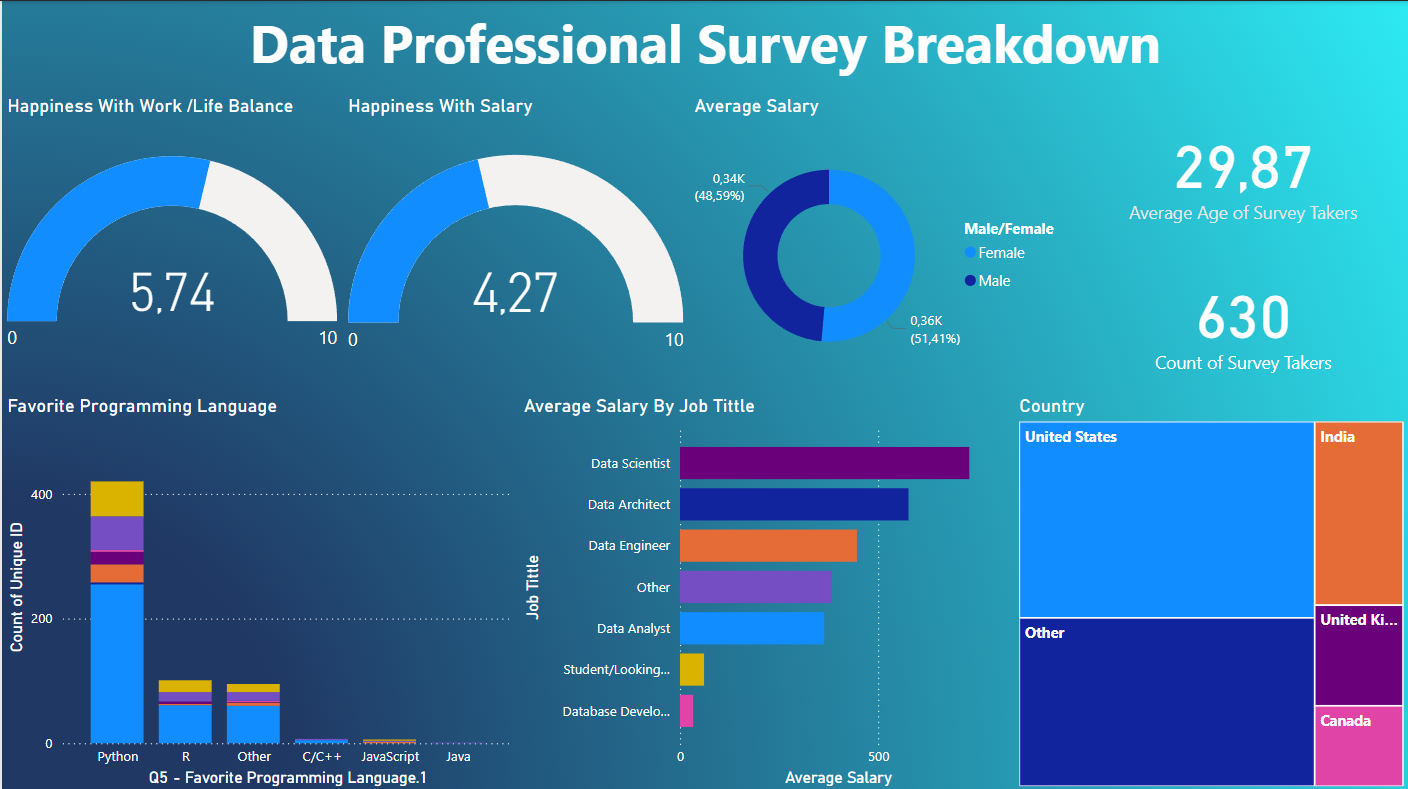 Data Professional Survey Breakdown
Happiness With Work /Life Balance
5,74
0
10
Happiness With Salary
4,27
0
10
Average Salary
0,34K
(48,59%)
0,36K
(51,41%)
Male/Female
Female
Male
29,87
Average Age of Survey Takers
630
Count of Survey Takers
Favorite Programming Language
Count of Unique ID
400
200
0
Python
R
Other
C/C++
JavaScript
Java
Q5 - Favorite Programming Language.1
Average Salary By Job Tittle
Job Tittle
Data Scientist
Data Architect
Data Engineer
Other
Data Analyst
Student/Looking...
Database Develo...
0
500
Average Salary
Country
United States
India
Other
United Ki...
Canada